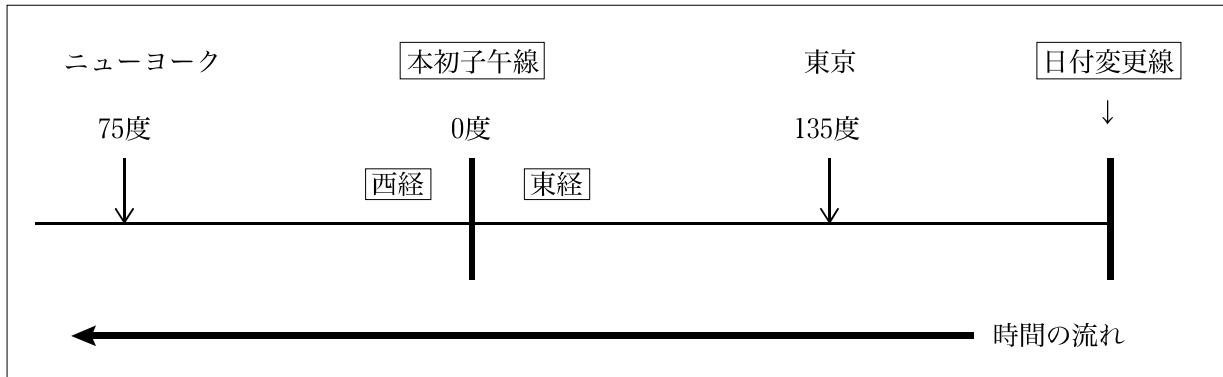 ニューヨーク 本初子午線 東京 日付変更線
↓
75度 0度 135度
西経 東経
時間の流れ